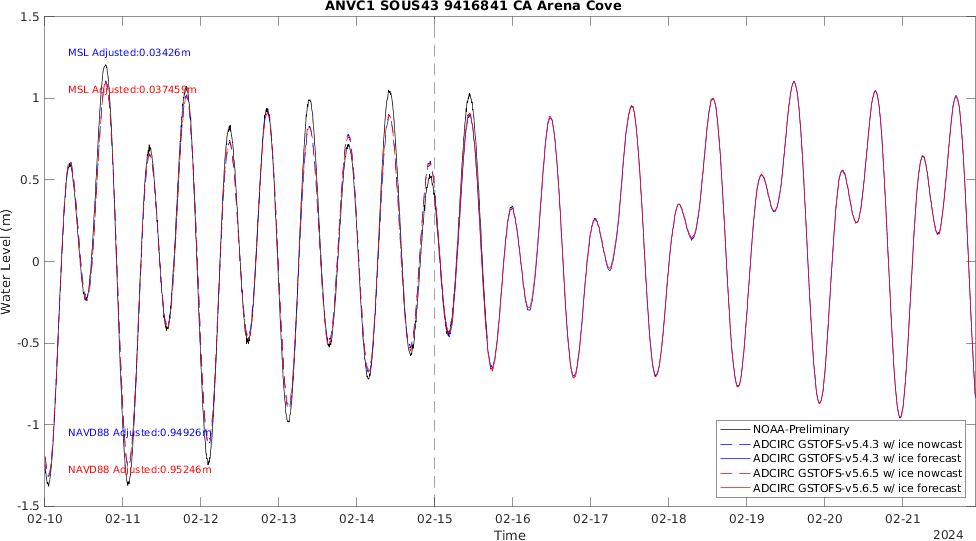 ANVC1 SOUS43 9416841 CA Arena Cove
1.5
1
0.5
0
-0.5
-1
-1.5
Water Level (m)
MSL Adjusted:0.03426m
MSL Adjusted:0.037459m
NAVD88 Adjusted:0.94926m
NAVD88 Adjusted:0.95246m
NOAA-Preliminary
ADCIRC GSTOFS-v5.4.3 w/ ice nowcast
ADCIRC GSTOFS-v5.4.3 w/ ice forecast
ADCIRC GSTOFS-v5.6.5 w/ ice nowcast
ADCIRC GSTOFS-v5.6.5 w/ ice forecast
02-10 02-11 02-12 02-13 02-14 02-15 02-16 02-17 02-18 02-19 02-20 02-21
Time
2024